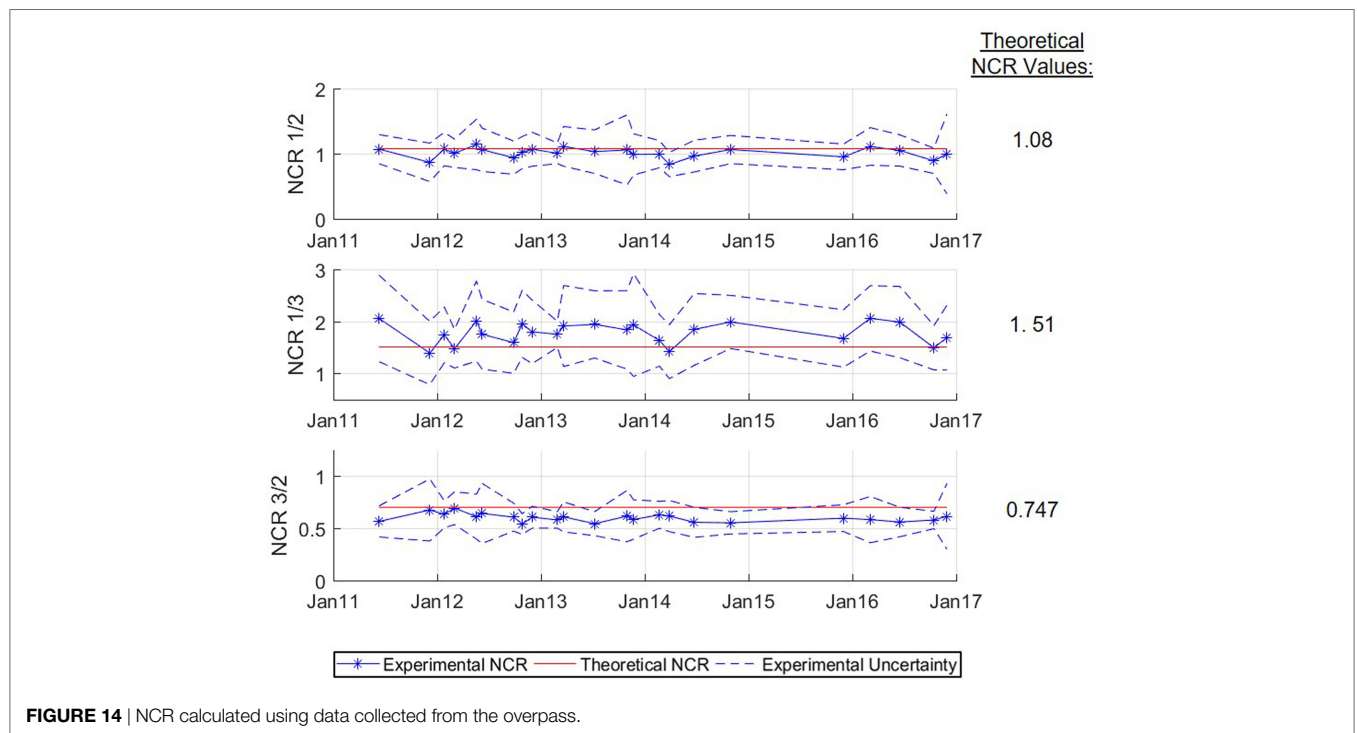 Theoretical
NCR Values:
NCR 1/2
2
1
0
Jan11 Jan12 Jan13 Jan14 Jan15 Jan16 Jan17
1.08
NCR 1/3
3
2
1
Jan11 Jan12 Jan13 Jan14 Jan15 Jan16 Jan17
1. 51
NCR 3/2
1
0.5
0
Jan11 Jan12 Jan13 Jan14 Jan15 Jan16 Jan17
0.747
Experimental NCR Theoretical NCR Experimental Uncertainty
FIGURE 14 | NCR calculated using data collected from the overpass.